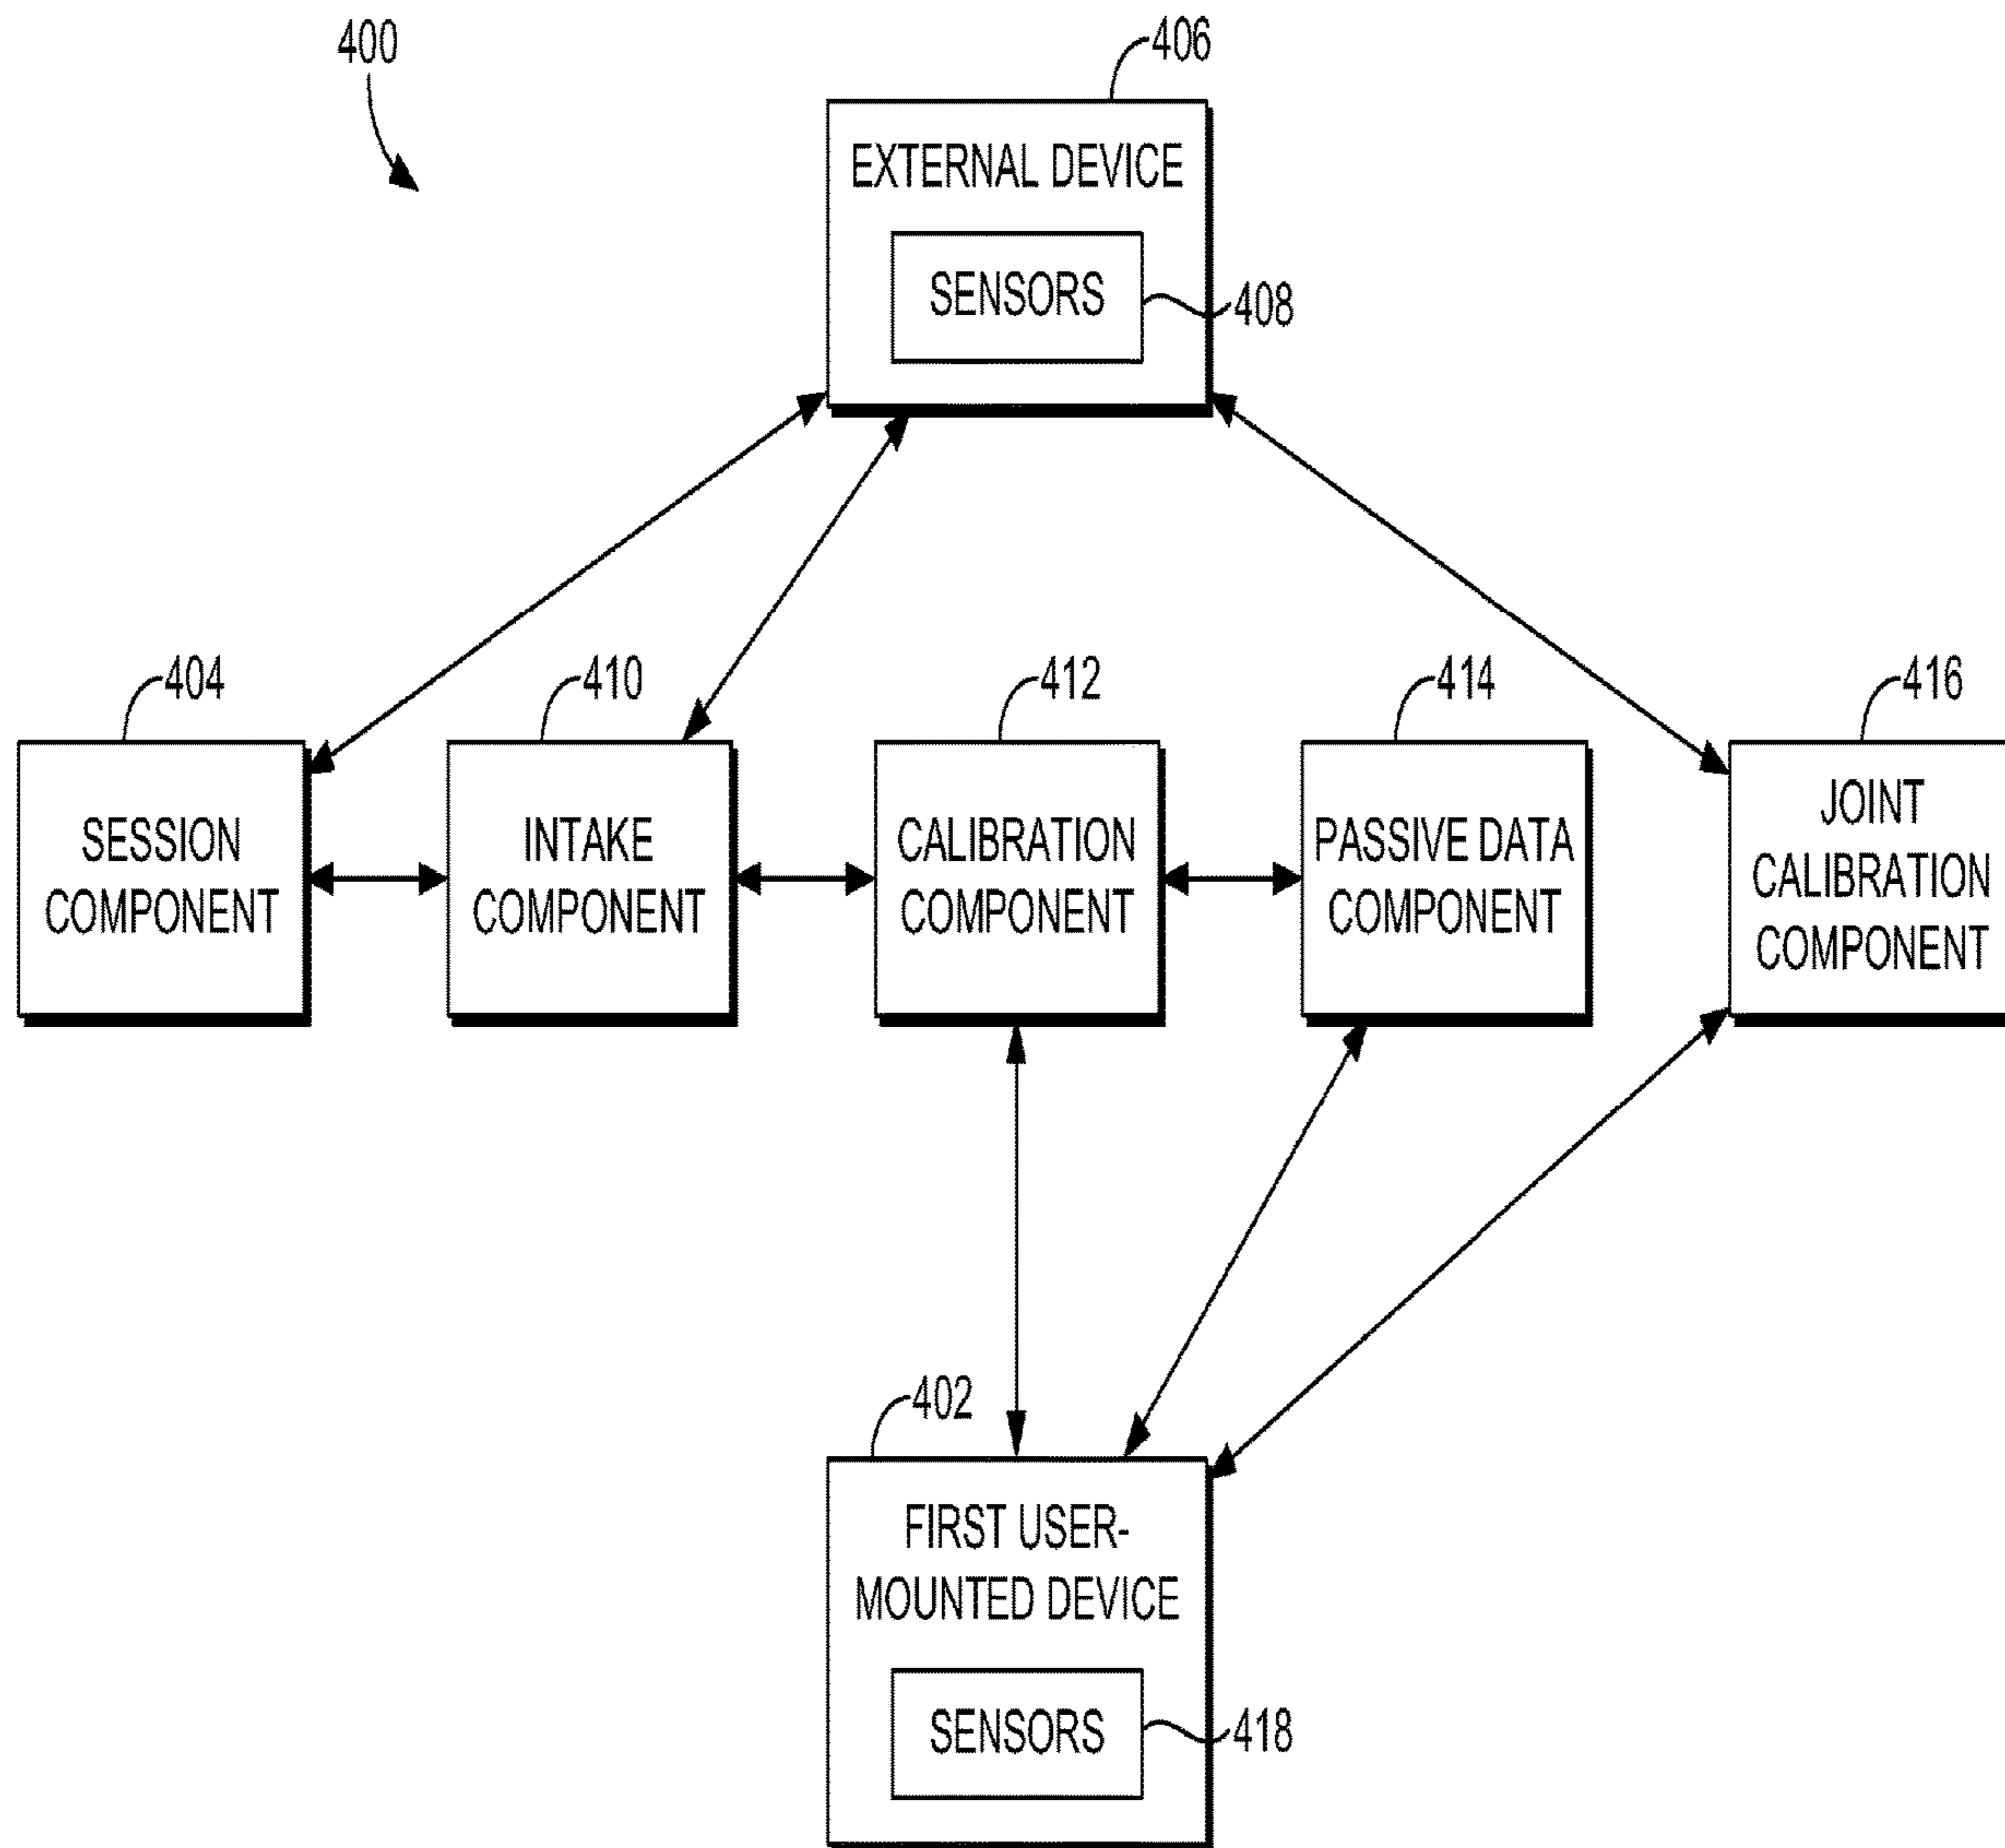 400
406
EXTERNAL DEVICE
SENSORS
408
404
410
412
414
416
SESSION
COMPONENT
INTAKE
COMPONENT
CALIBRATION
COMPONENT
PASSIVE DATA
COMPONENT
JOINT
CALIBRATION
COMPONENT
402
FIRST USER-
MOUNTED DEVICE
SENSORS
418